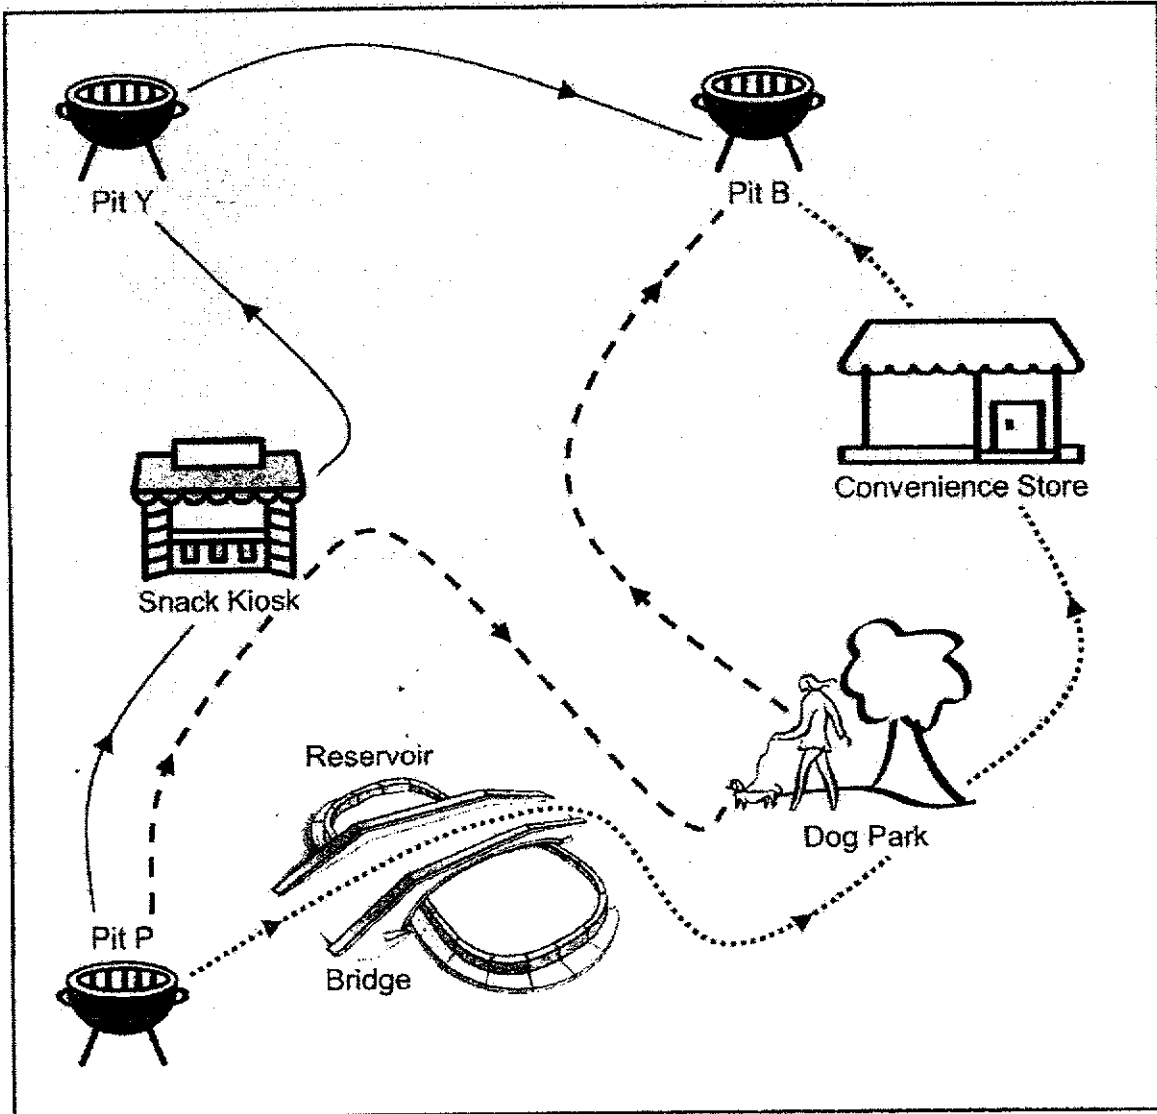 Pit Y
Pit B
Convenience Store
Snack Kiosk
Reservoir
Dog Park
Pit P
Bridge